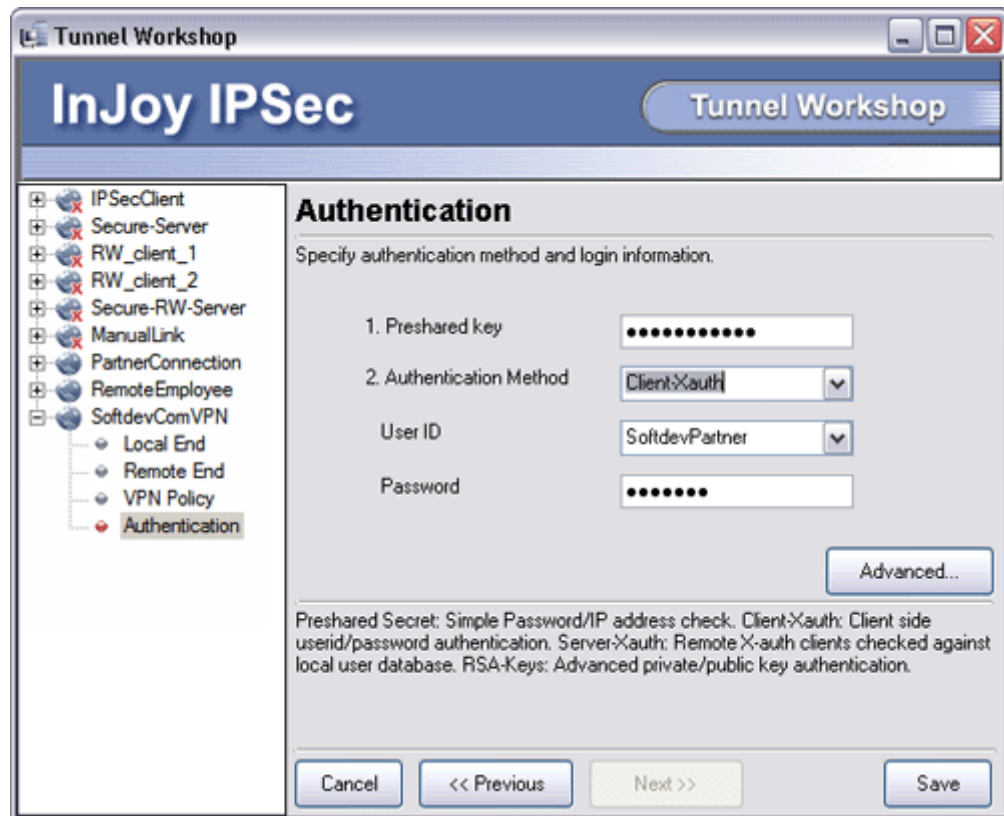 Tunnel Workshop
InJoy IPSec
Tunnel Workshop
IPSecClient
Secure-Server
RW_client_1
RW_client_2
Secure-RW-Server
ManualLink
PartnerConnection
RemoteEmployee
SoftdevComVPN
Local End
Remote End
VPN Policy
Authentication
Authentication
Specify authentication method and login information.
1. Preshared key
●●●●●●●●●●●
2. Authentication Method
Client-Xauth
User ID
SoftdevPartner
Password
●●●●●●●
Advanced...
Preshared Secret: Simple Password/IP address check. Client-Xauth: Client side
userid/password authentication. Server-Xauth: Remote X-auth clients checked against
local user database. RSA-Keys: Advanced private/public key authentication.
Cancel
<< Previous
Next >>
Save